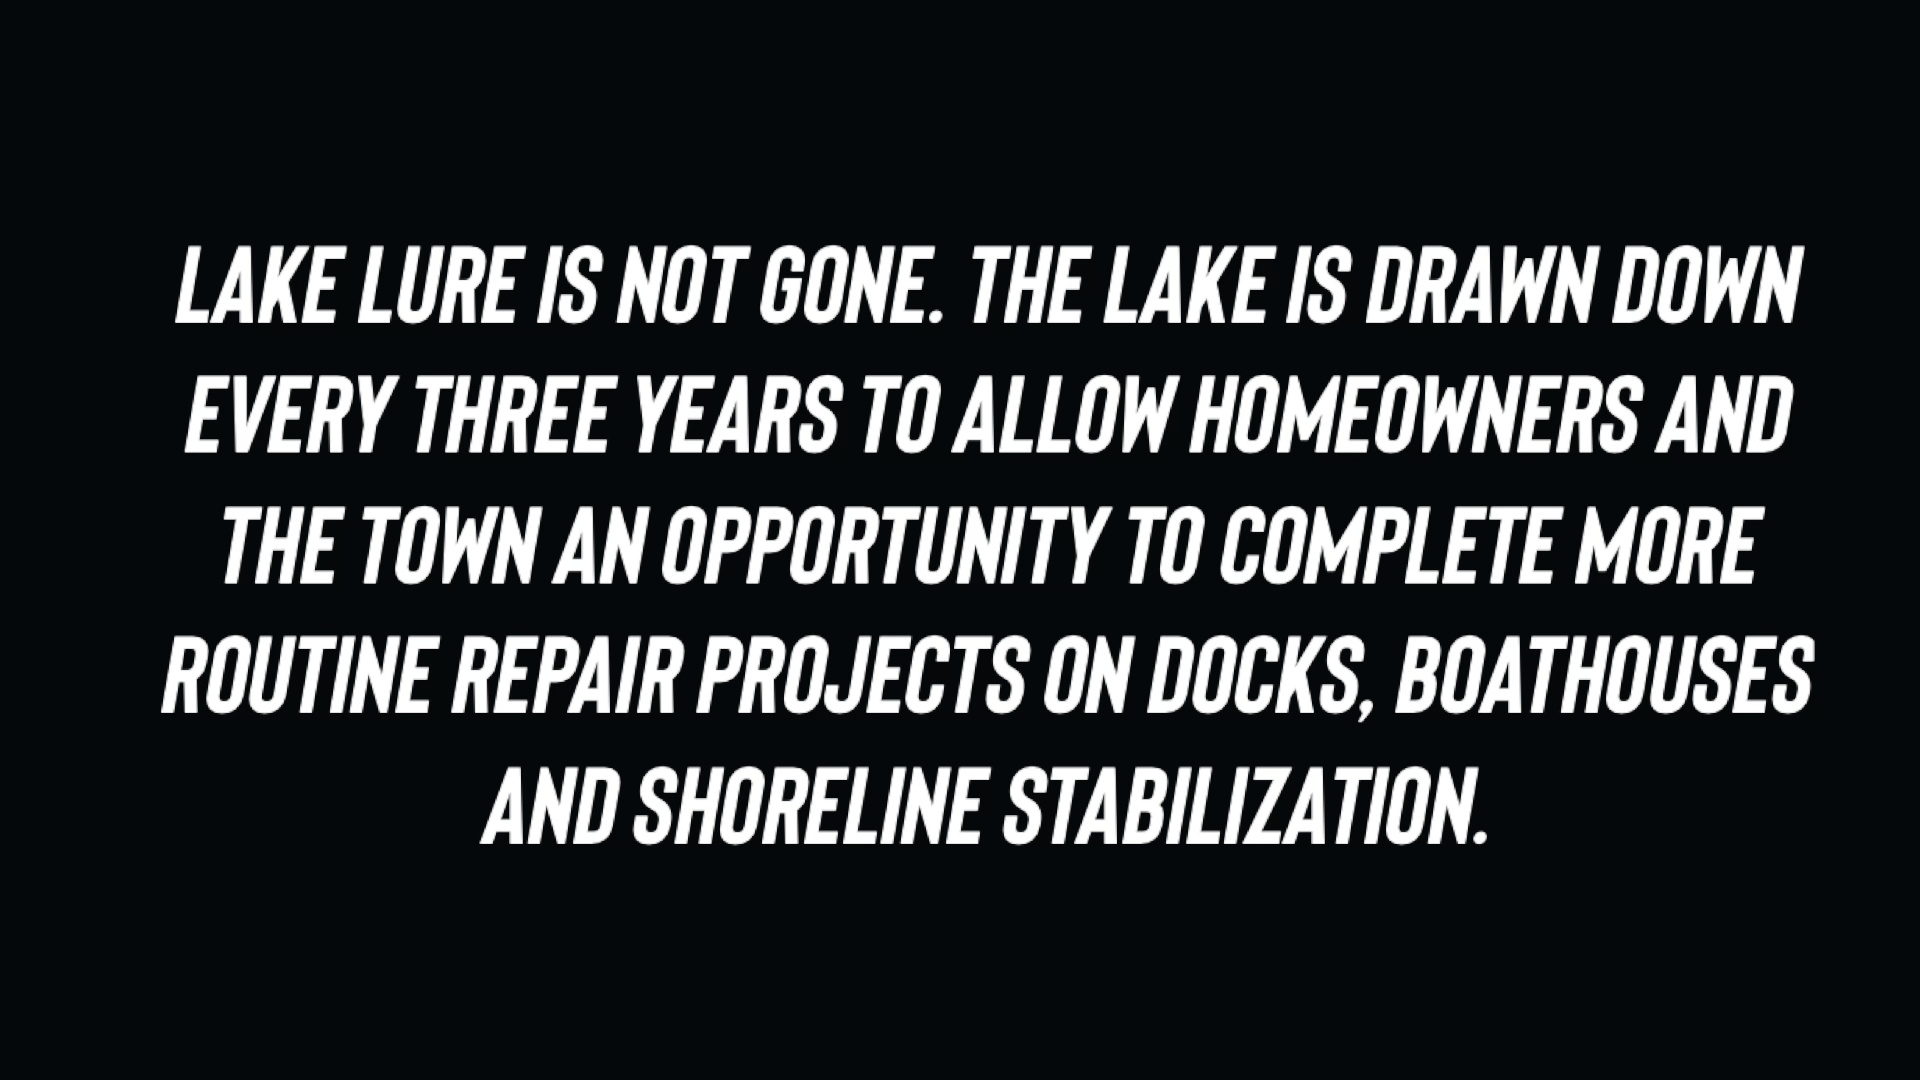 LAKE LURE IS NOT GONE. THE LAKE IS DRAWN DOWN
EVERY THREE YEARS TO ALLOW HOMEOWNERS AND
THE TOWN AN OPPORTUNITY TO COMPLETE MORE
ROUTINE REPAIR PROJECTS ON DOCKS, BOATHOUSES
AND SHORELINE STABILIZATION.